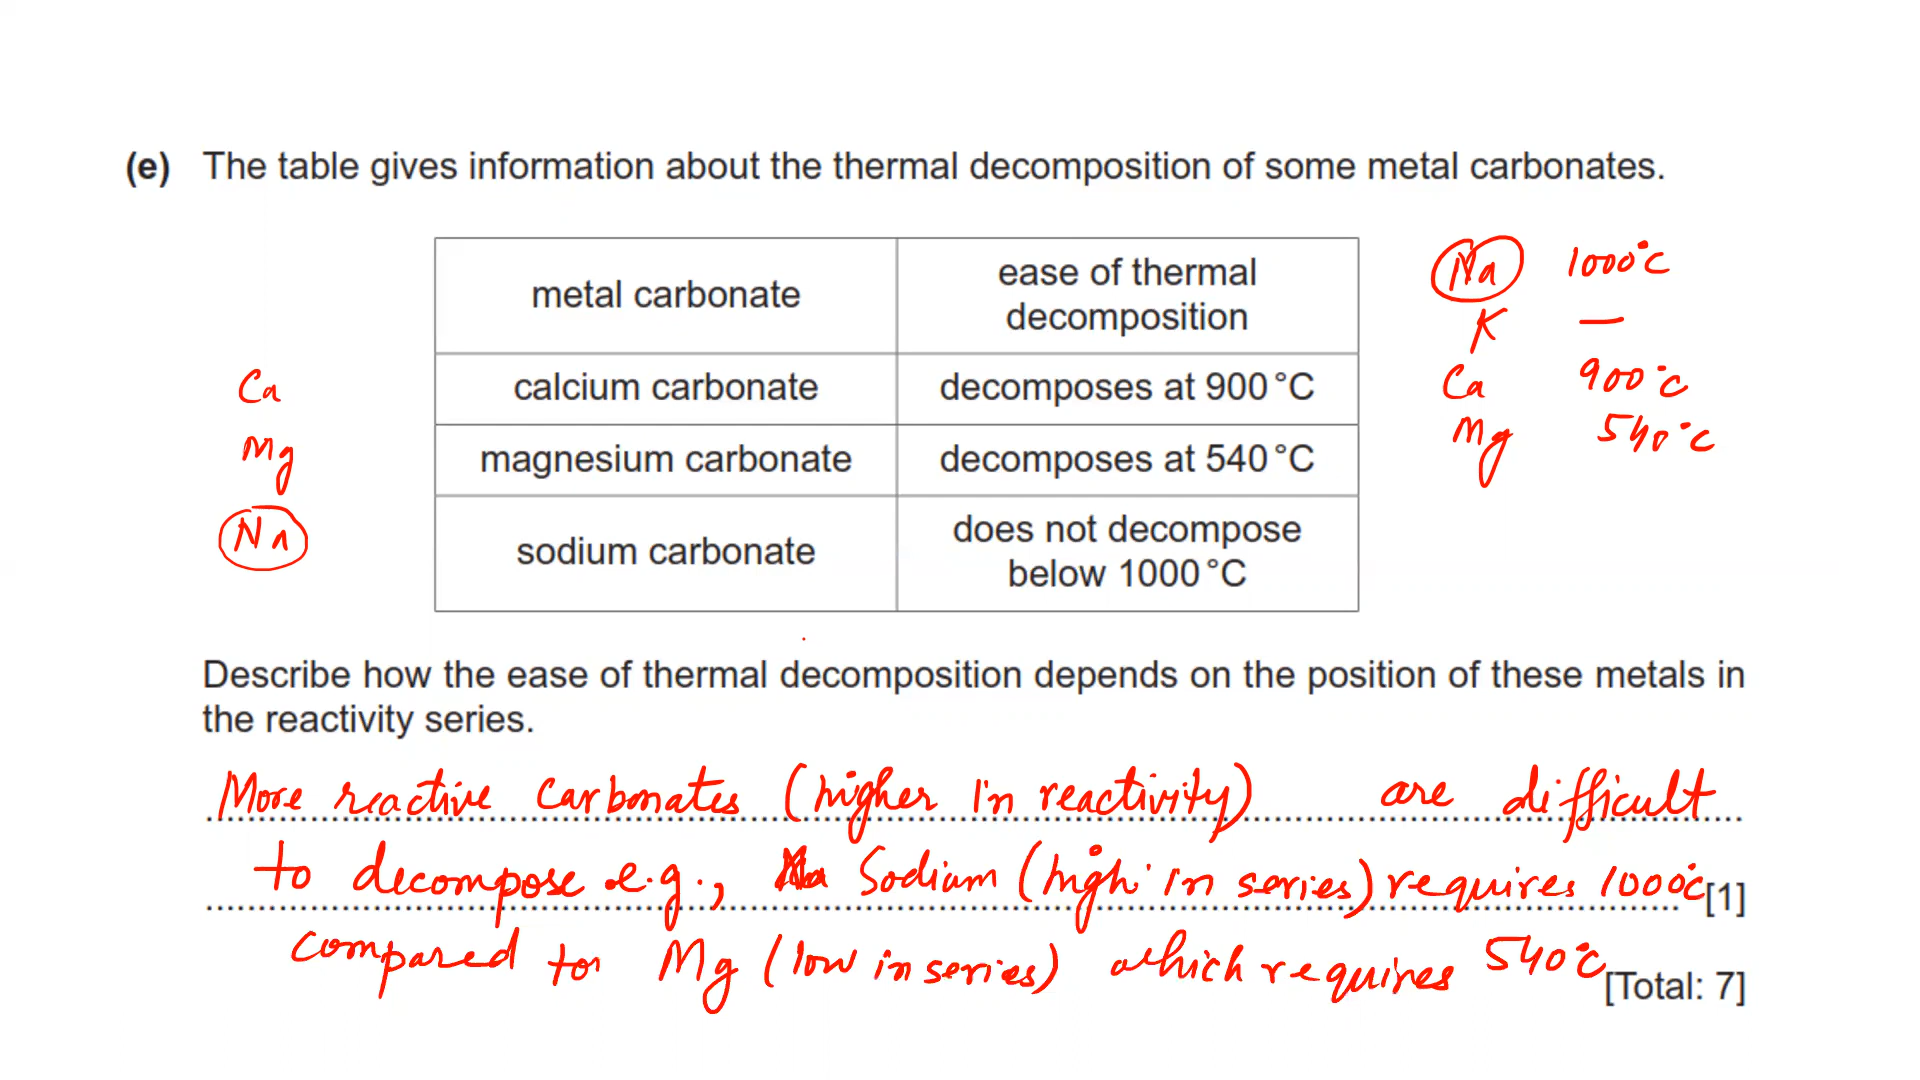 (e) The table gives information about the thermal decomposition of some metal carbonates.
metal carbonate ease of thermal decomposition
Na 1000°C
K —
Ca calcium carbonate decomposes at 900 °C Ca 900°C
Mg magnesium carbonate decomposes at 540 °C Mg 540°C
Na sodium carbonate does not decompose below 1000 °C
Describe how the ease of thermal decomposition depends on the position of these metals in
the reactivity series.
More reactive carbonates (higher in reactivity) are difficult
to decompose e.g., Sodium (high in series) requires 1000°C [1]
compared to Mg (low in series) which requires 540°C
[Total: 7]